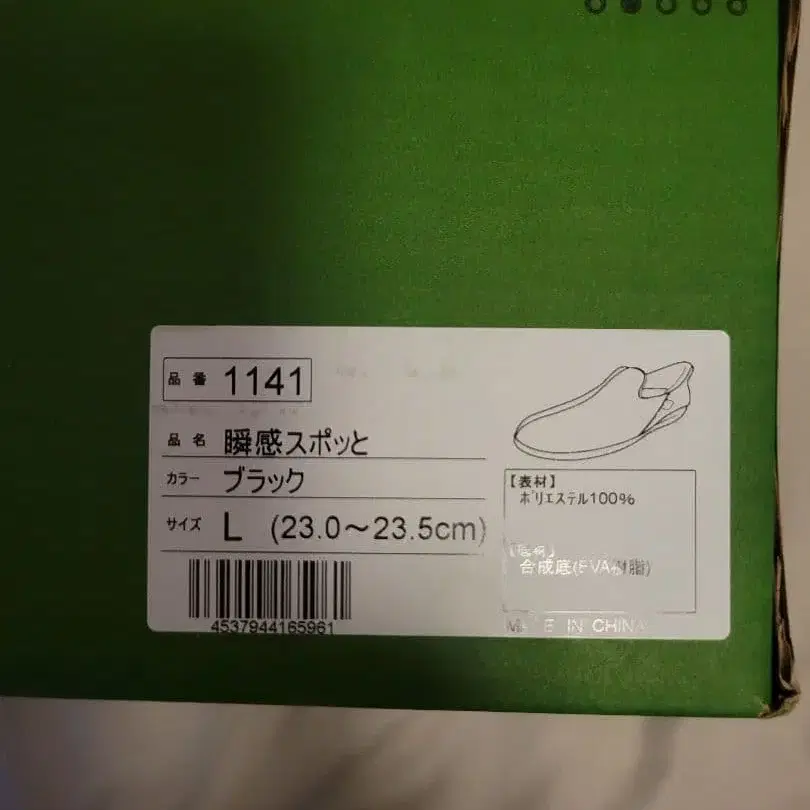 品番 1141
品名 瞬感スポッと
カラー ブラック
サイズ L (23.0～23.5cm)
4537944165961
【表材】
ポリエステル100%
【底材】
合成底(EVA樹脂)
MADE IN CHINA